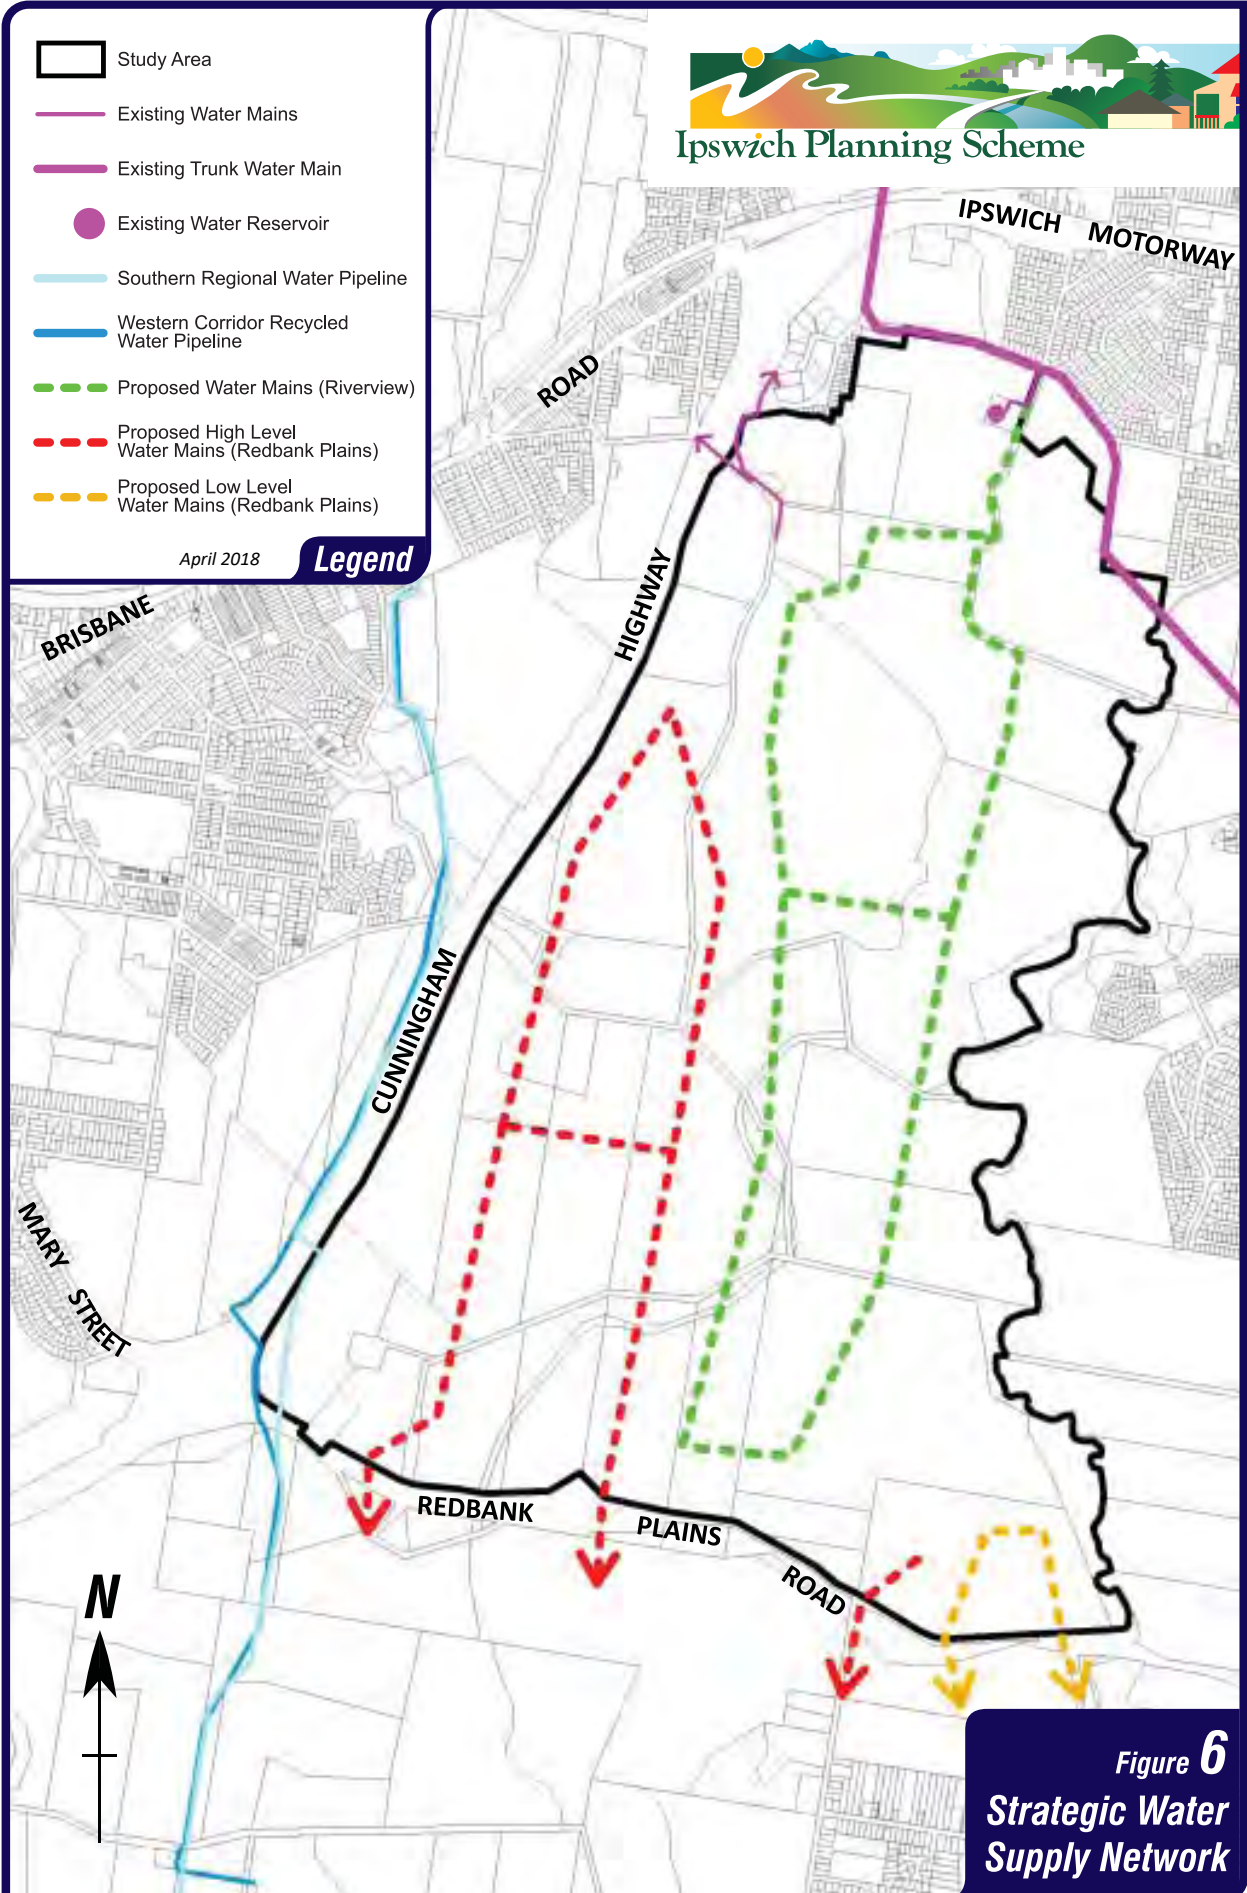 Study Area
Existing Water Mains
Existing Trunk Water Main
Existing Water Reservoir
Southern Regional Water Pipeline
Western Corridor Recycled
Water Pipeline
Proposed Water Mains (Riverview)
Proposed High Level
Water Mains (Redbank Plains)
Proposed Low Level
Water Mains (Redbank Plains)
April 2018
Legend
Ipswich Planning Scheme
IPSWICH MOTORWAY
ROAD
BRISBANE
HIGHWAY
CUNNINGHAM
MARY STREET
REDBANK
PLAINS
ROAD
N
Figure 6
Strategic Water
Supply Network